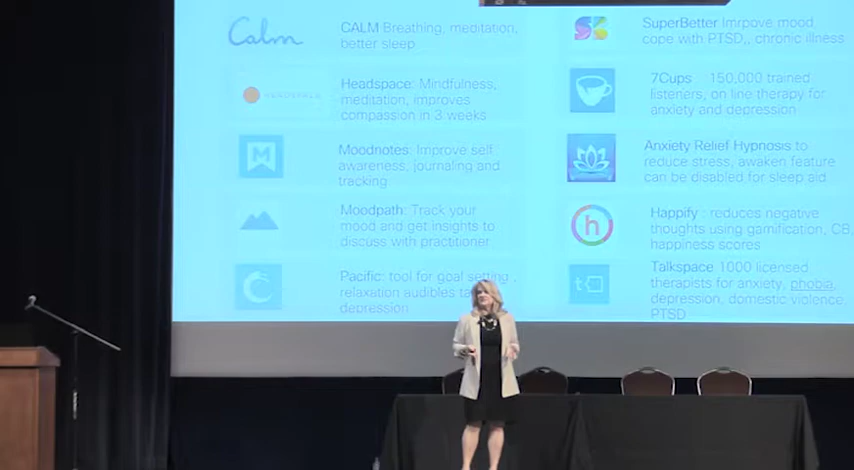 Calm
CALM Breathing, meditation,
better sleep
HEADSPACE
Headspace: Mindfulness,
meditation, improves
compassion in 3 weeks
M
Moodnotes: Improve self
awareness, journaling and
tracking
Moodpath: Track your
mood and get insights to
discuss with practitioner
Pacific: tool for goal setting,
relaxation audibles
depression
SuperBetter Imrpove mood
cope with PTSD,, chronic illness
7Cups : 150,000 trained
listeners, on line therapy for
anxiety and depression
Anxiety Relief Hypnosis to
reduce stress, awaken feature
can be disabled for sleep aid
h
Happify : reduces negative
thoughts using gamification, CB
happiness scores
t
Talkspace 1000 licensed
therapists for anxiety, phobia,
depression, domestic violence,
PTSD